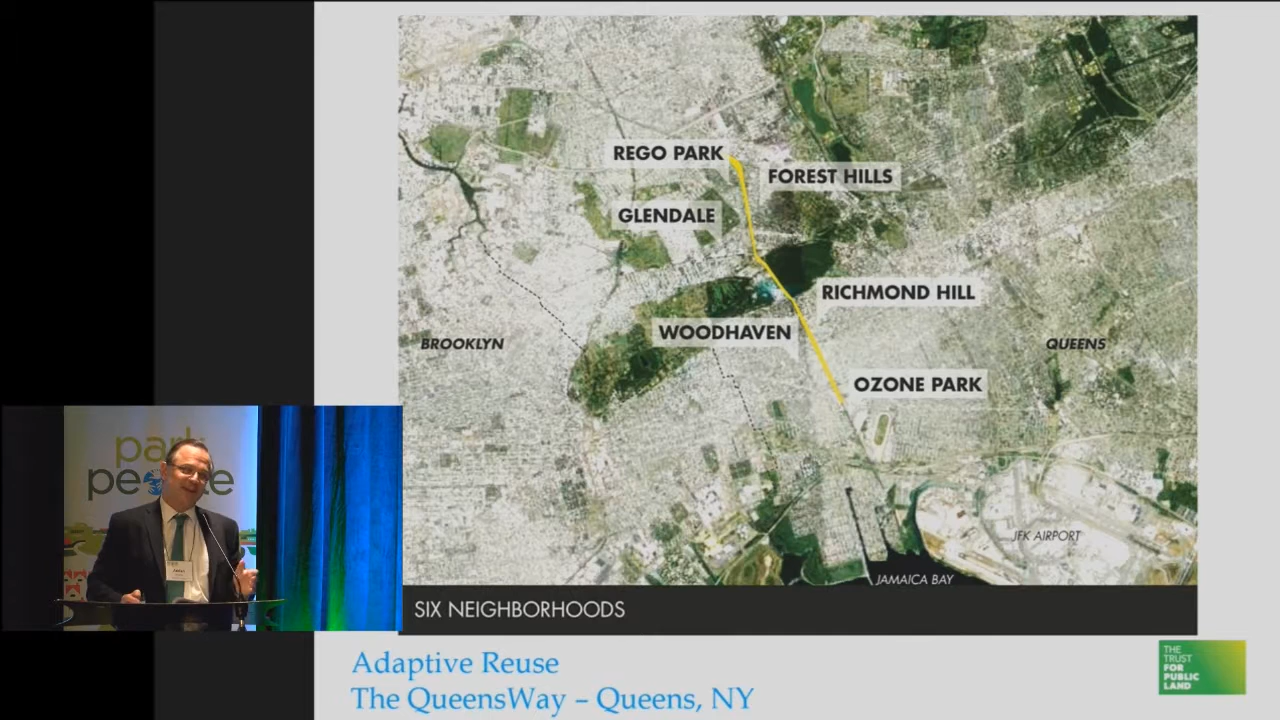 REGO PARK
FOREST HILLS
GLENDALE
RICHMOND HILL
WOODHAVEN
BROOKLYN
QUEENS
OZONE PARK
JFK AIRPORT
JAMAICA BAY
SIX NEIGHBORHOODS
Adaptive Reuse
The QueensWay – Queens, NY
THE
TRUST
FOR
PUBLIC
LAND
park
people